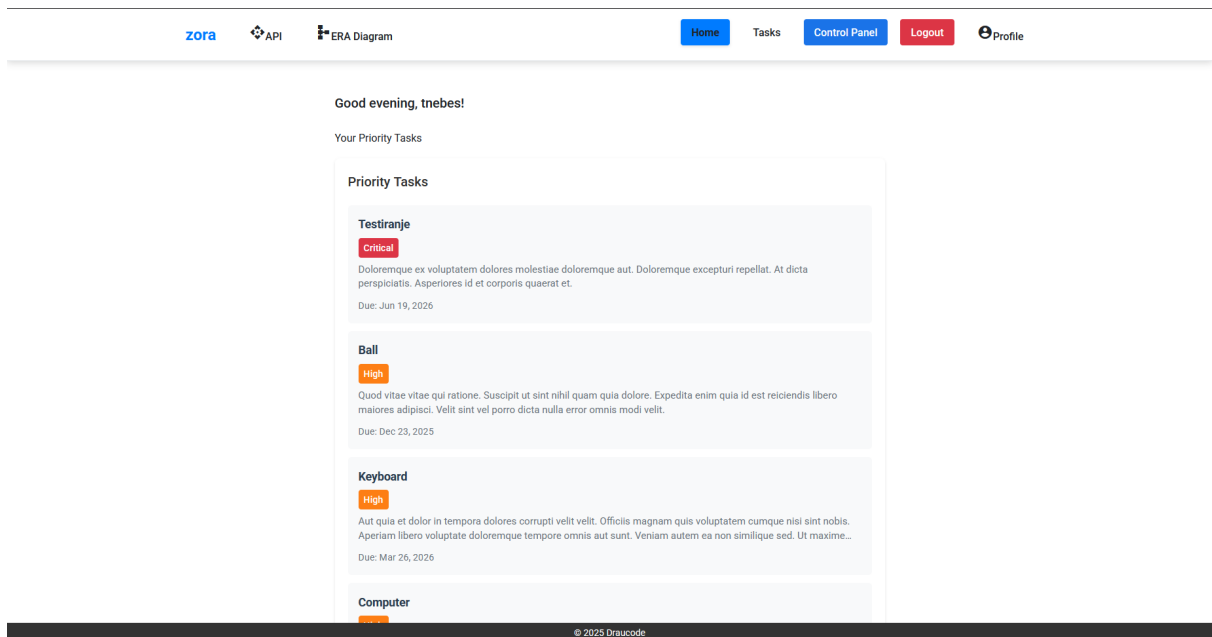 zora
API
ERA Diagram
Home
Tasks
Control Panel
Logout
Profile
Good evening, tnebes!
Your Priority Tasks
Priority Tasks
Testiranje
Critical
Doloremque ex voluptatem dolores molestiae doloremque aut. Doloremque excepturi repellat. At dicta
perspiciatis. Asperiores id et corporis quaerat et.
Due: Jun 19, 2026
Ball
High
Quod vitae vitae qui ratione. Suscipit ut sint nihil quam quia dolore. Expedita enim quia id est reiciendis libero
maiores adipisci. Velit sint vel porro dicta nulla error omnis modi velit.
Due: Dec 23, 2025
Keyboard
High
Aut quia et dolor in tempora dolores corrupti velit velit. Officiis magnam quis voluptatem cumque nisi sint nobis.
Aperiam libero voluptate doloremque tempore omnis aut sunt. Veniam autem ea non similique sed. Ut maxime...
Due: Mar 26, 2026
Computer
© 2025 Draucode